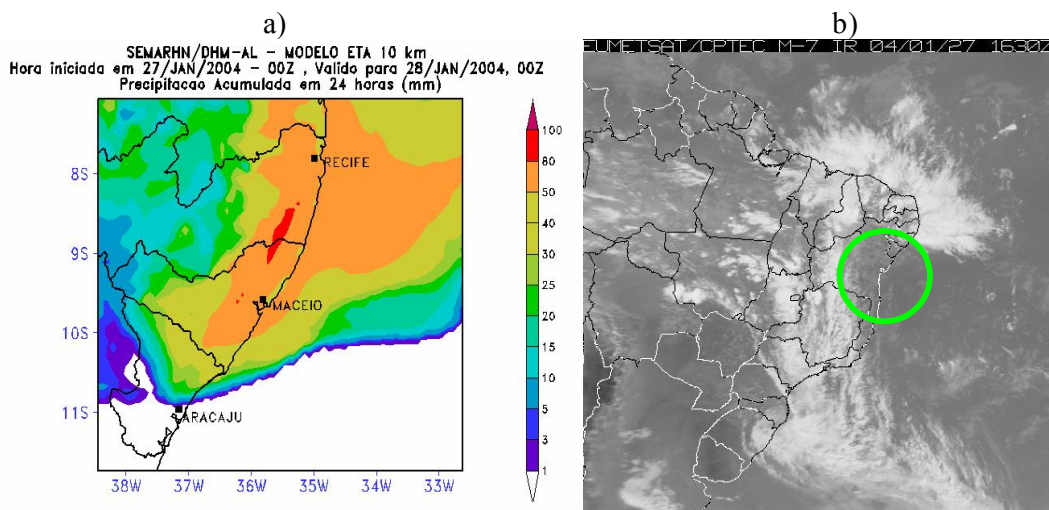 a)
SEMARHN/DHM-AL - MODELO ETA 10 km
Hora iniciada em 27/JAN/2004 - 00Z , Valido para 28/JAN/2004, 00Z
Precipitacao Acumulada em 24 horas (mm)
8S
9S
10S
11S
RECIFE
MACEIO
ARACAJU
38W 37W 36W 35W 34W 33W
100
80
50
40
30
25
20
15
10
5
3
1
b)
EUMETSAT/CPTEC M-7 IR 04/01/27 1630Z